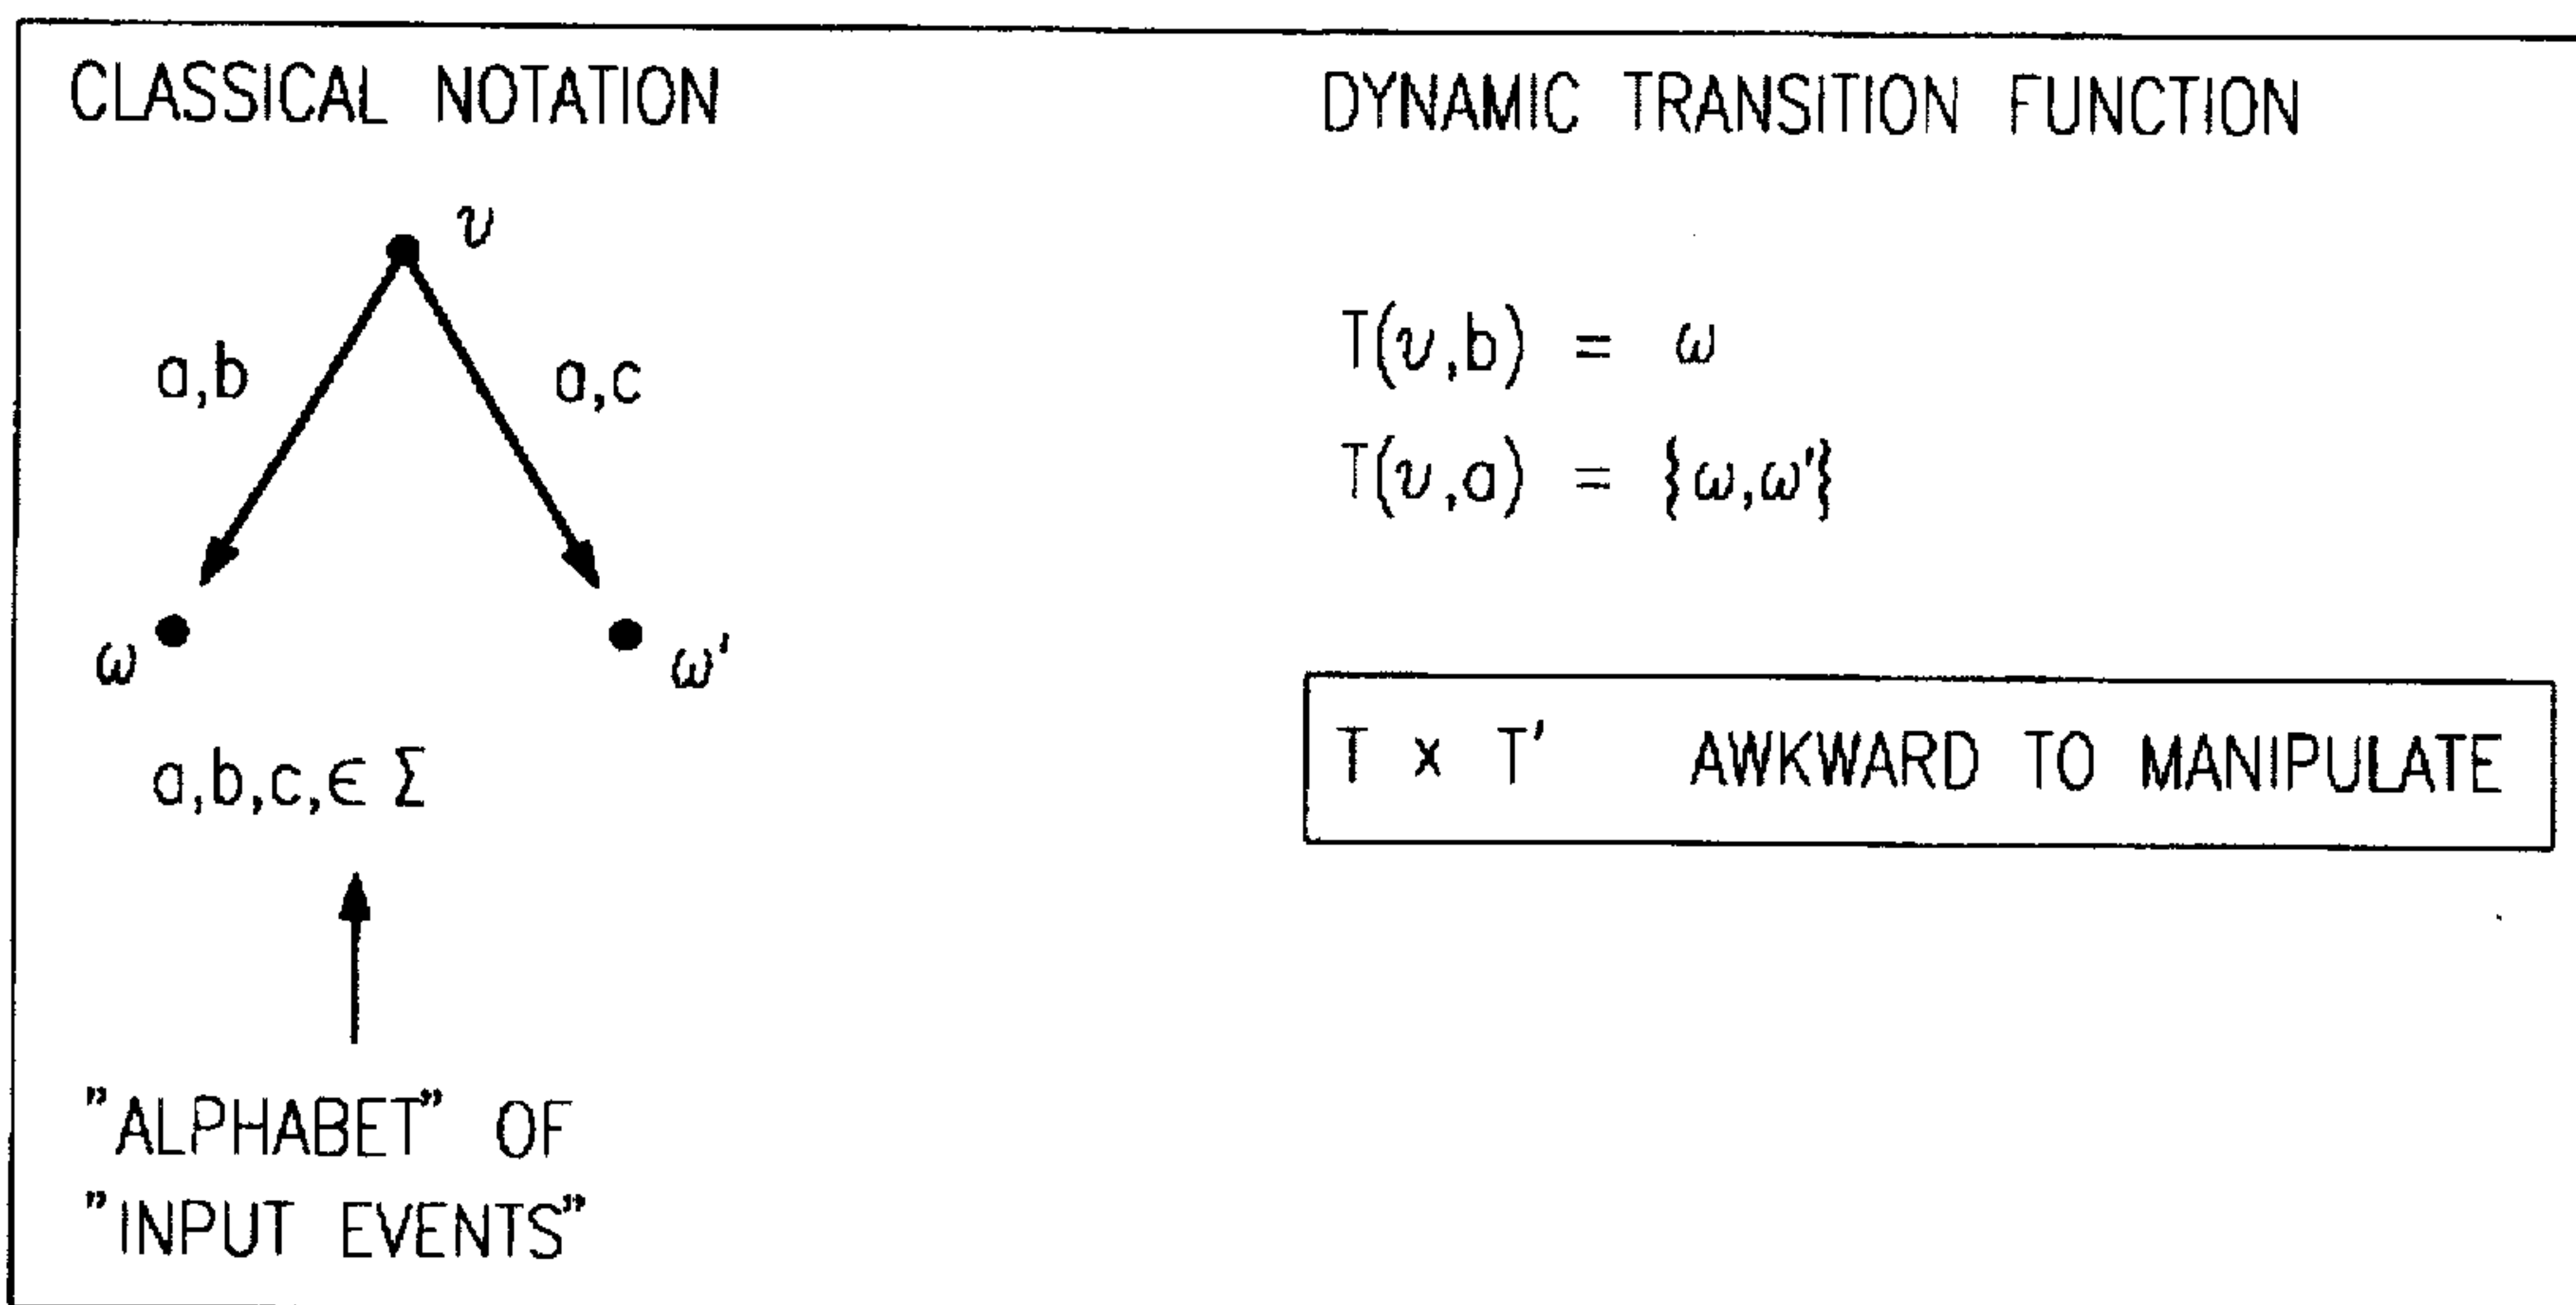 CLASSICAL NOTATION
υ
a,b
a,c
ω
ω'
a,b,c,ϵ Σ
"ALPHABET" OF
"INPUT EVENTS"
DYNAMIC TRANSITION FUNCTION
T(υ,b) = ω
T(υ,a) = {ω,ω'}
T × T' AWKWARD TO MANIPULATE